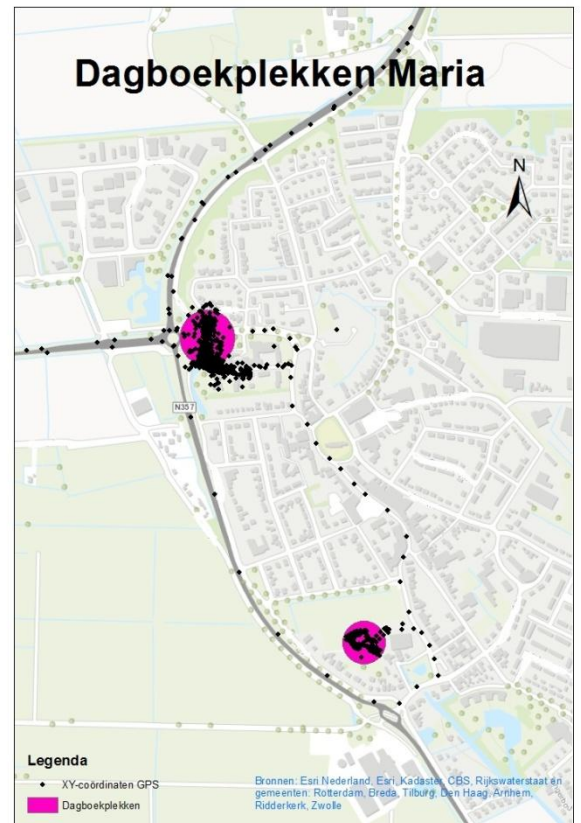 Dagboekplekken Maria
N
N357
Legenda
XY-coördinaten GPS
Dagboekplekken
Bronnen: Esri Nederland, Esri, Kadaster, CBS, Rijkswaterstaat en
gemeenten: Rotterdam, Breda, Tilburg, Den Haag, Arnhem,
Ridderkerk, Zwolle